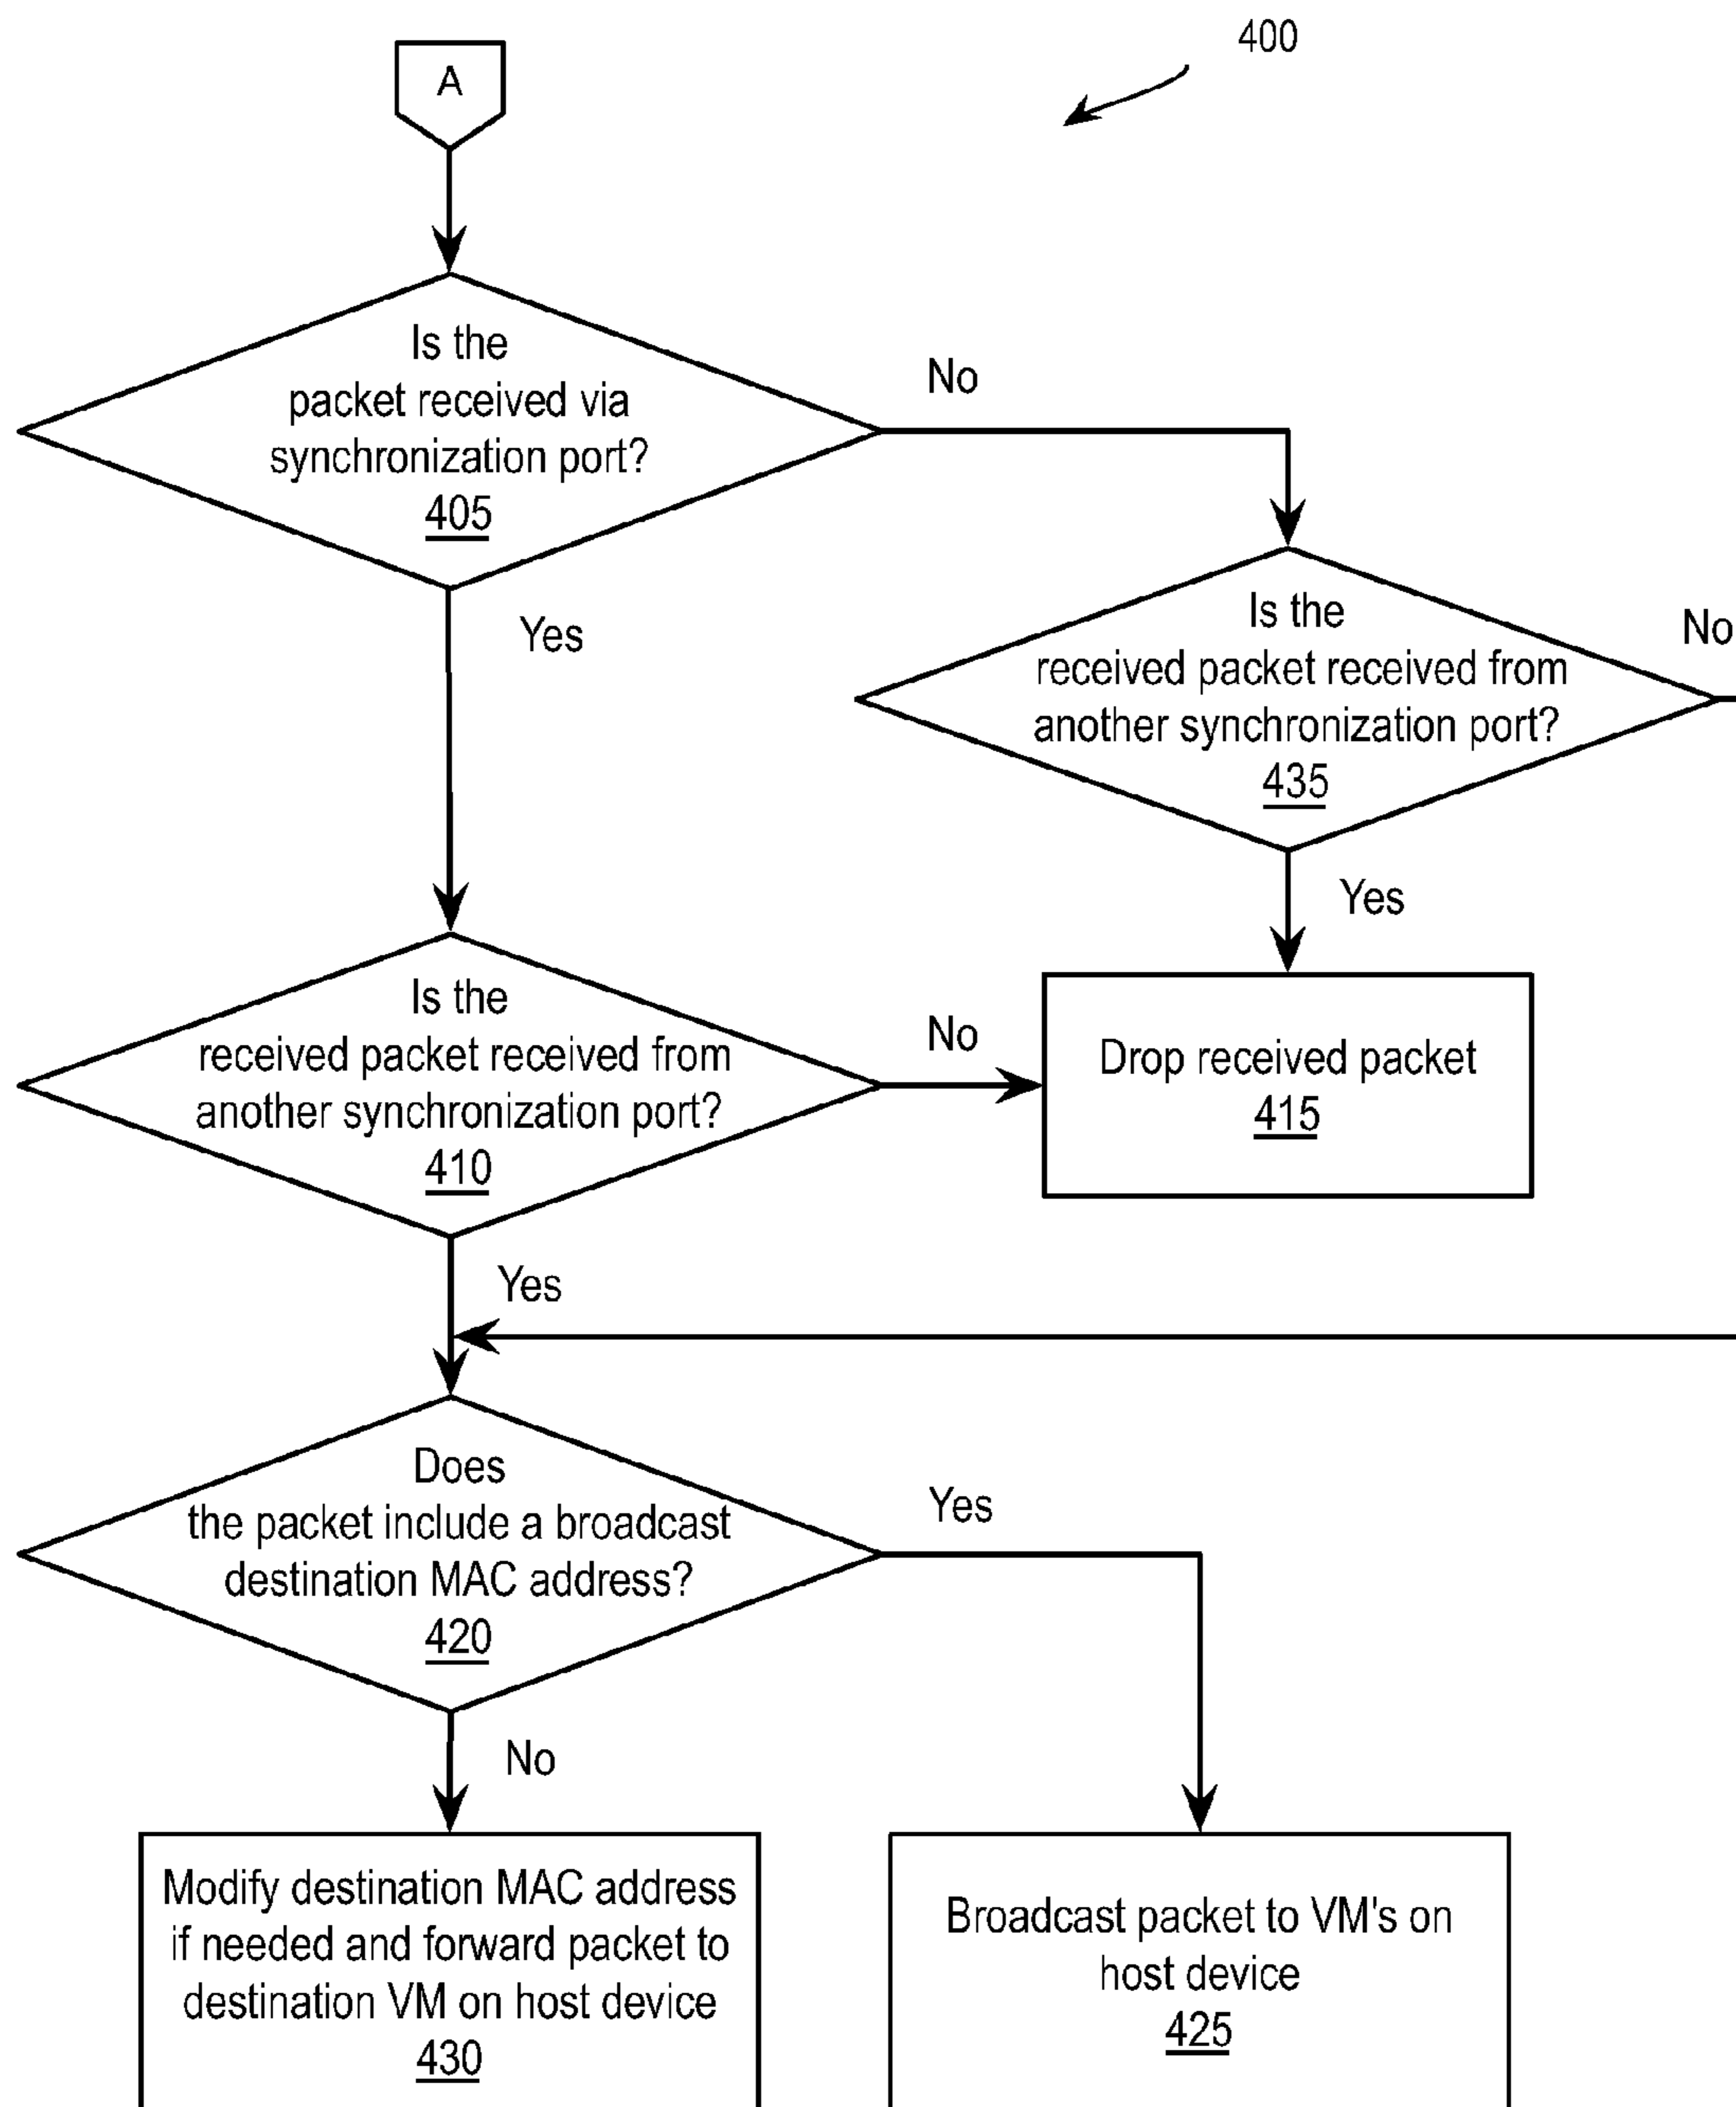 400
A
Is the
packet received via
synchronization port?
405
No
Yes
Is the
received packet received from
another synchronization port?
435
No
Yes
Is the
received packet received from
another synchronization port?
410
No
Drop received packet
415
Yes
Does
the packet include a broadcast
destination MAC address?
420
Yes
No
Modify destination MAC address
if needed and forward packet to
destination VM on host device
430
Broadcast packet to VM's on
host device
425